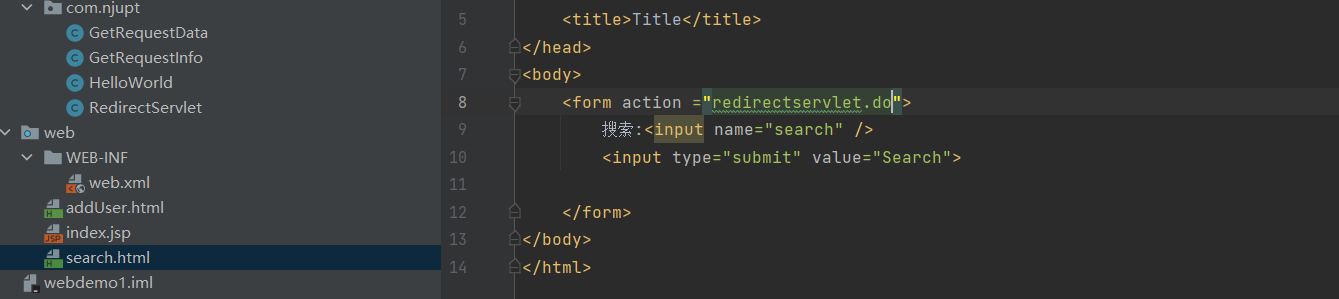 com.njupt
GetRequestData
GetRequestInfo
HelloWorld
RedirectServlet
web
WEB-INF
web.xml
addUser.html
index.jsp
search.html
webdemo1.iml
5 <title>Title</title>
6 </head>
7 <body>
8 <form action ="redirectservlet.do">
9 搜索:<input name="search" />
10 <input type="submit" value="Search">
11
12 </form>
13 </body>
14 </html>